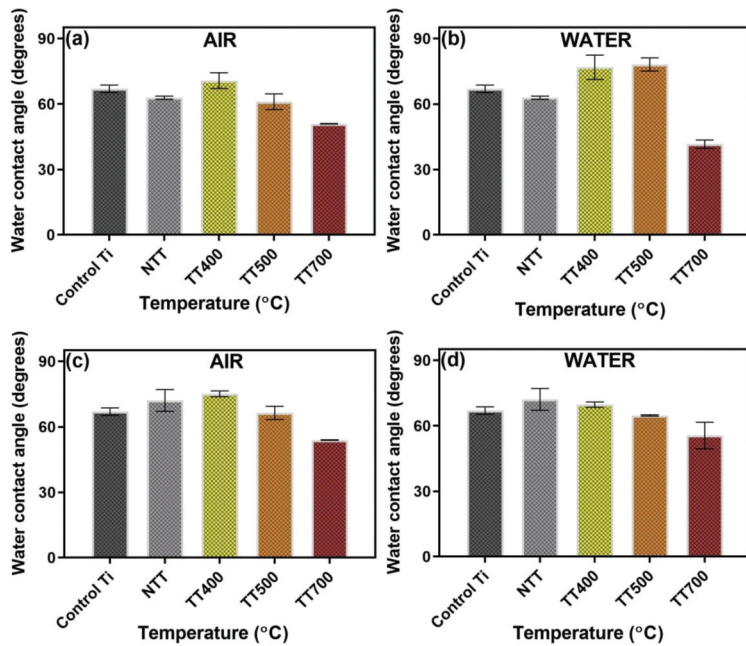 (a) AIR
Water contact angle (degrees)
90
60
30
0
Control Ti
NTT
TT400
TT500
TT700
Temperature (°C)
(b) WATER
Water contact angle (degrees)
90
60
30
0
Control Ti
NTT
TT400
TT500
TT700
Temperature (°C)
(c) AIR
Water contact angle (degrees)
90
60
30
0
Control Ti
NTT
TT400
TT500
TT700
Temperature (°C)
(d) WATER
Water contact angle (degrees)
90
60
30
0
Control Ti
NTT
TT400
TT500
TT700
Temperature (°C)